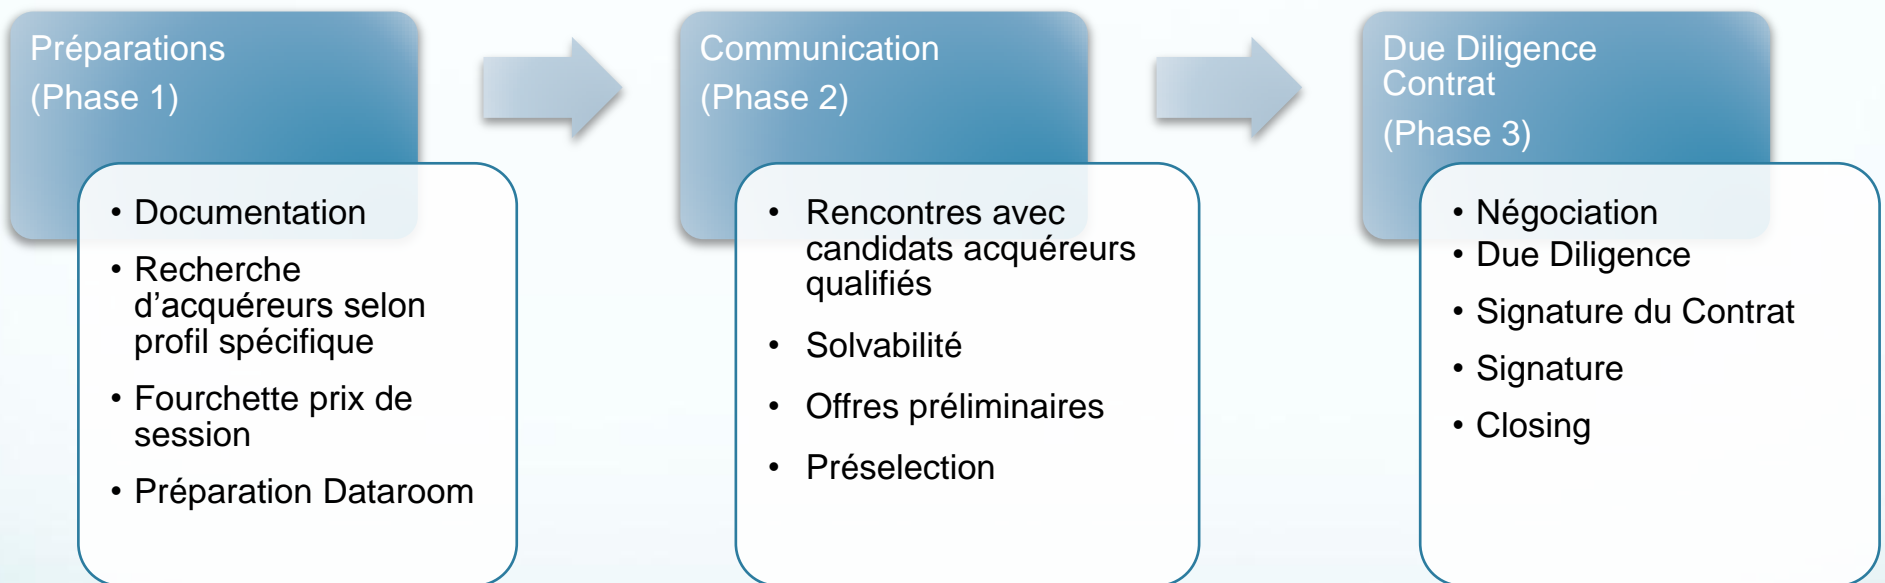 Préparations
(Phase 1)
• Documentation
• Recherche
d’acquéreurs selon
profil spécifique
• Fourchette prix de
session
• Préparation Dataroom
Communication
(Phase 2)
• Rencontres avec
candidats acquéreurs
qualifiés
• Solvabilité
• Offres préliminaires
• Préselection
Due Diligence
Contrat
(Phase 3)
• Négociation
• Due Diligence
• Signature du Contrat
• Signature
• Closing